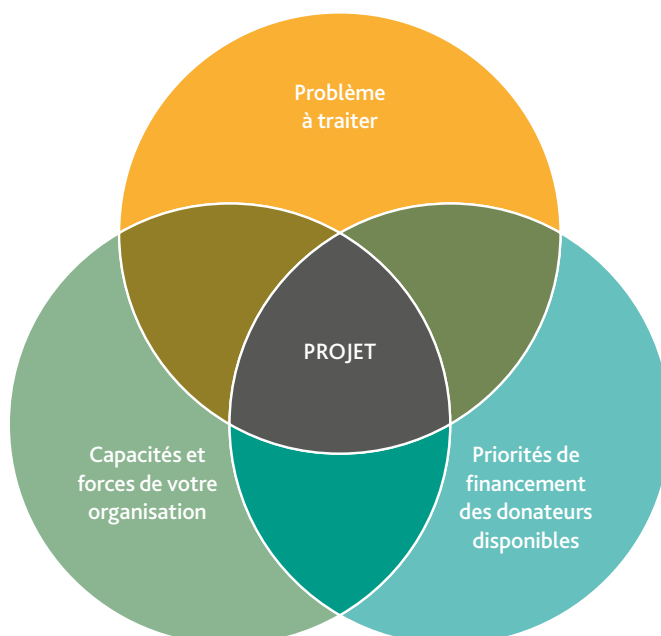 Problème
à traiter
PROJET
Capacités et
forces de votre
organisation
Priorités de
financement
des donateurs
disponibles